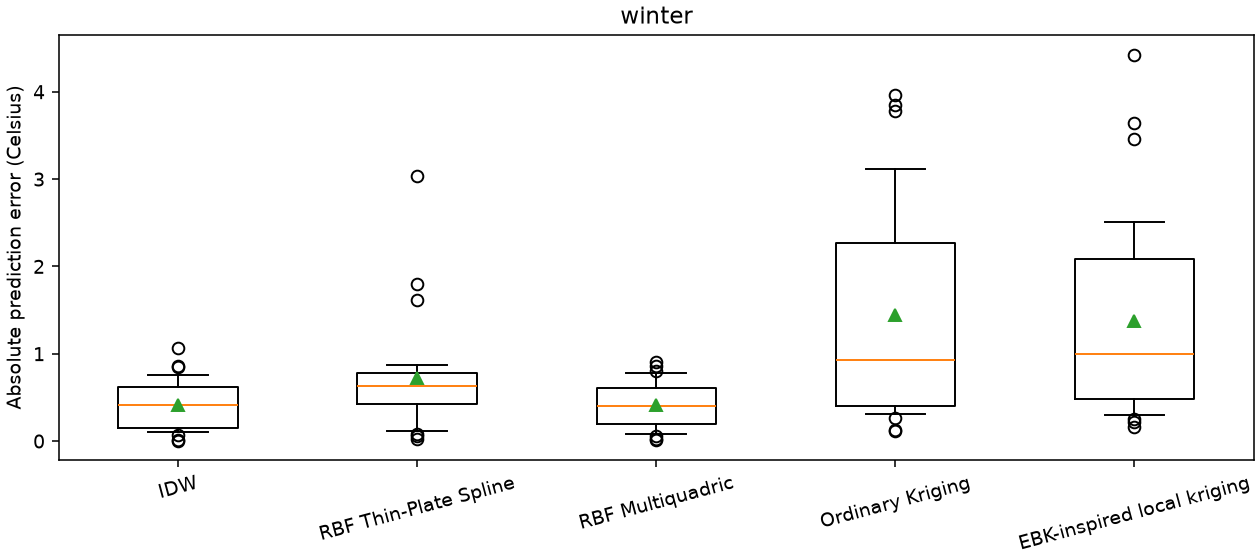 winter
Absolute prediction error (Celsius)
4
3
2
1
0
IDW
RBF Thin-Plate Spline
RBF Multiquadric
Ordinary Kriging
EBK-inspired local kriging